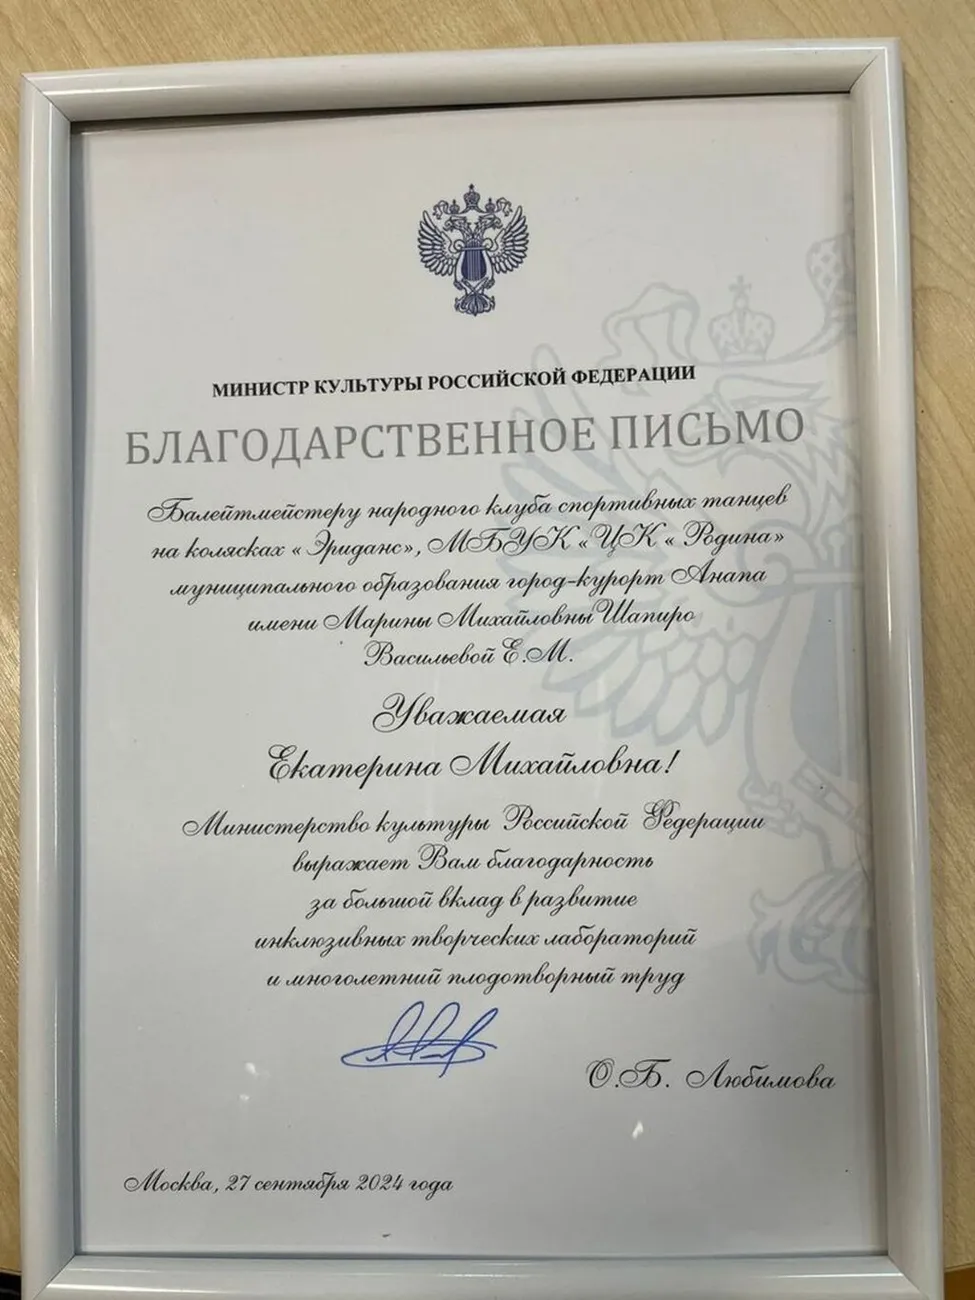 МИНИСТР КУЛЬТУРЫ РОССИЙСКОЙ ФЕДЕРАЦИИ
БЛАГОДАРСТВЕННОЕ ПИСЬМО
Балейтмейстеру народного клуба спортивных танцев
на колясках « Эриданс», МБУК « ЦК « Родина»
муниципального образования город-курорт Анапа
имени Марины Михайловны Шапиро
Васильевой Е.М.
Уважаемая
Екатерина Михайловна!
Министерство культуры Российской Федерации
выражает Вам благодарность
за большой вклад в развитие
инклюзивных творческих лабораторий
и многолетний плодотворный труд
О.Б. Любимова
Москва, 27 сентября 2024 года